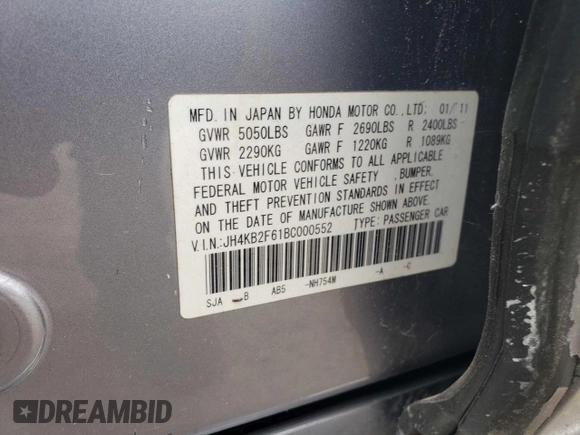 MFD. IN JAPAN BY HONDA MOTOR CO.,LTD. 01/11
GVWR 5050LBS GAWR F 2690LBS R 2400LBS
GVWR 2290KG GAWR F 1220KG R 1089KG
THIS VEHICLE CONFORMS TO ALL APPLICABLE
FEDERAL MOTOR VEHICLE SAFETY ,BUMPER,
AND THEFT PREVENTION STANDARDS IN EFFECT
ON THE DATE OF MANUFACTURE SHOWN ABOVE.
V.I.N.:JH4KB2F61BC000552 TYPE: PASSENGER CAR
SJA -B AB5 -NH754M -A -C
DREAMBID